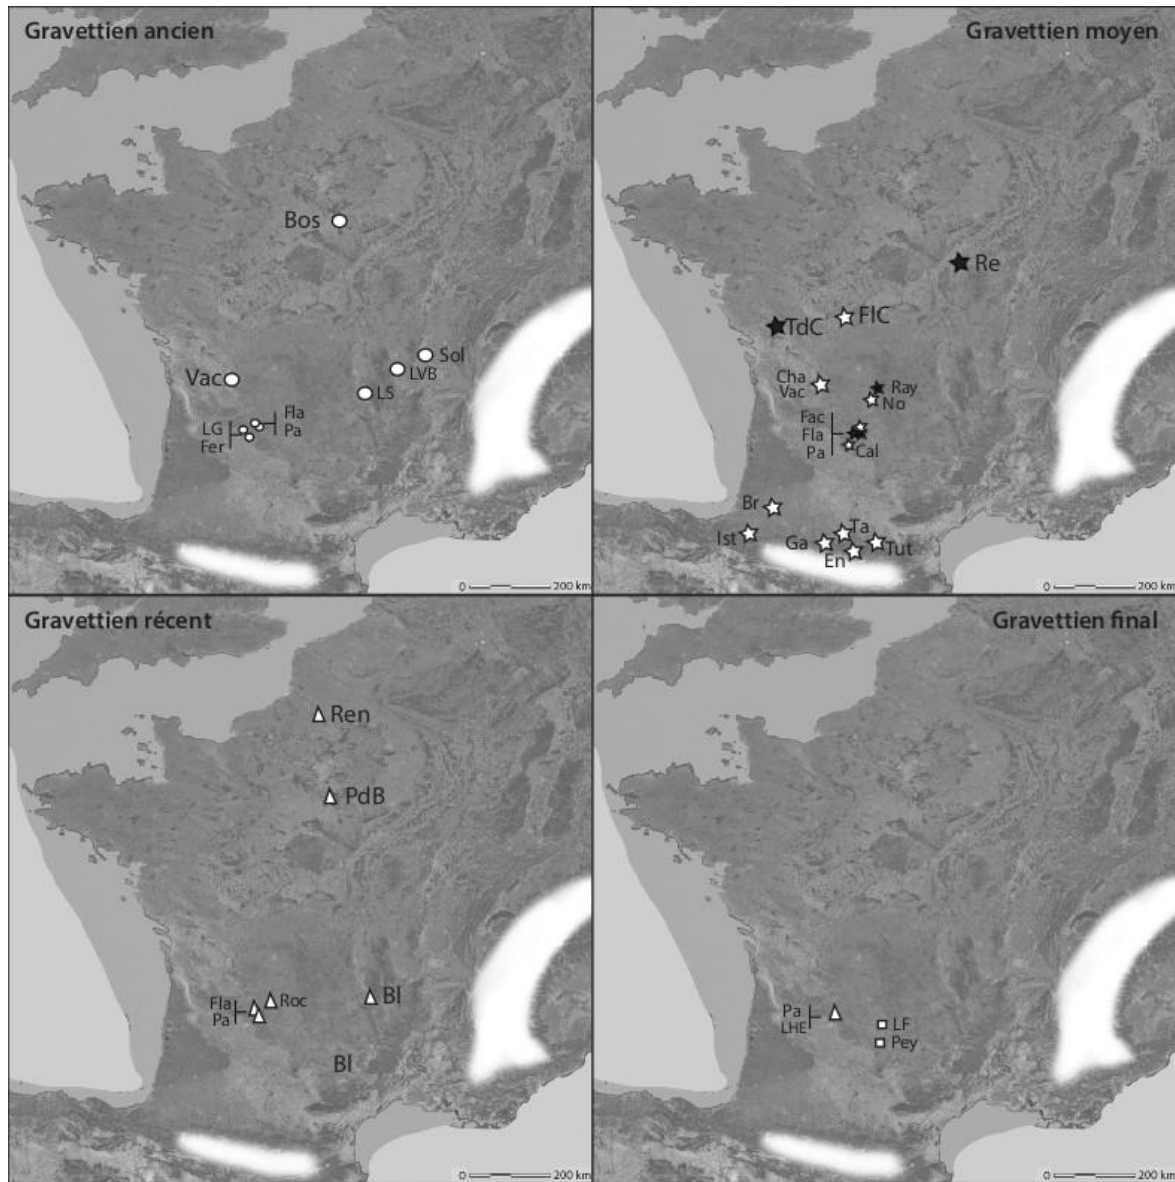 Gravettien ancien
Bos
Sol
LVB
Vac
LS
Fla
LG
Pa
Fer
0 200 km
Gravettien moyen
Re
FIC
TdC
Cha
Vac
Ray
No
Fac
Fla
Pa
Cal
Br
Ist
Ta
Ga
Tut
En
0 200 km
Gravettien récent
Ren
PdB
Fla
Roc
Bl
Pa
Bl
0 200 km
Gravettien final
Pa
LF
LHE
Pey
0 200 km